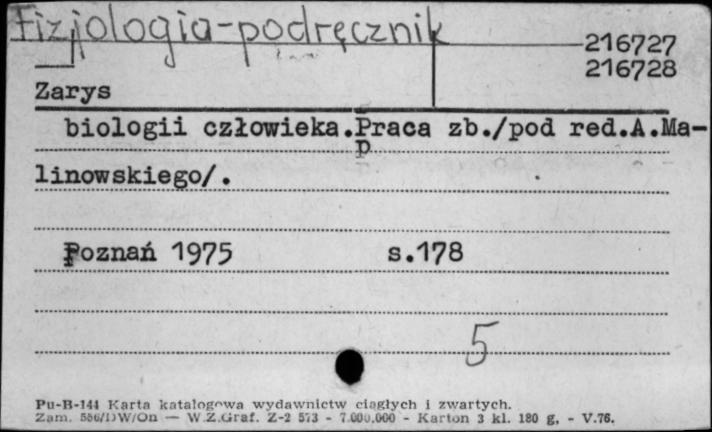 Fizjologia-podręcznik
216727
216728
Zarys
biologii człowieka.Praca zb./pod red.A.Ma-
p
linowskiego/.
Poznań 1975 s.178
5
Pu-B-144 Karta katalogowa wydawnictw ciągłych i zwartych.
Zam. 556/DW/On — W.Z.Graf. Z-2 573 - 7.000.000 - Karton 3 kl. 180 g. - V.76.